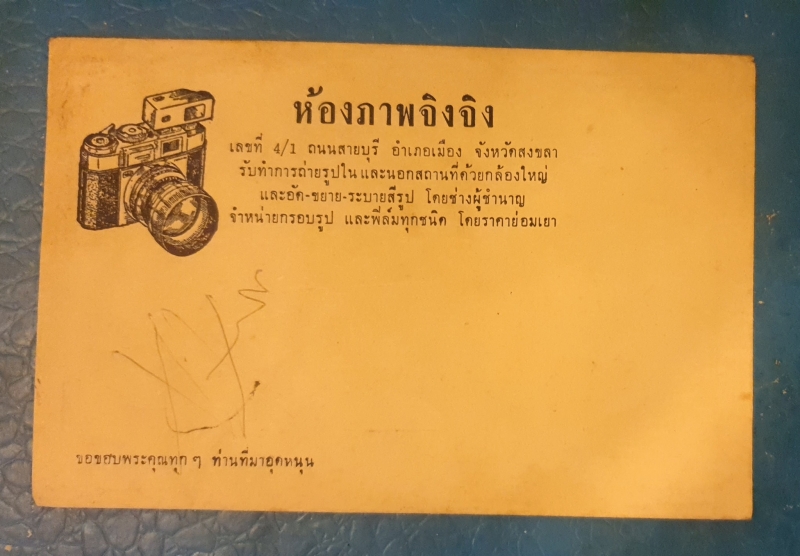 ห้องภาพจิงจิง
เลขที่ 4/1 ถนนสายบุรี อำเภอเมือง จังหวัดสงขลา
รับทำการถ่ายรูปใน และนอกสถานที่ด้วยกล้องใหญ่
และอัด-ขยาย-ระบายสีรูป โดยช่างผู้ชำนาญ
จำหน่ายกรอบรูป และฟิล์มทุกชนิด โดยราคาย่อมเยา
ขอขอบพระคุณทุก ๆ ท่านที่มาอุดหนุน